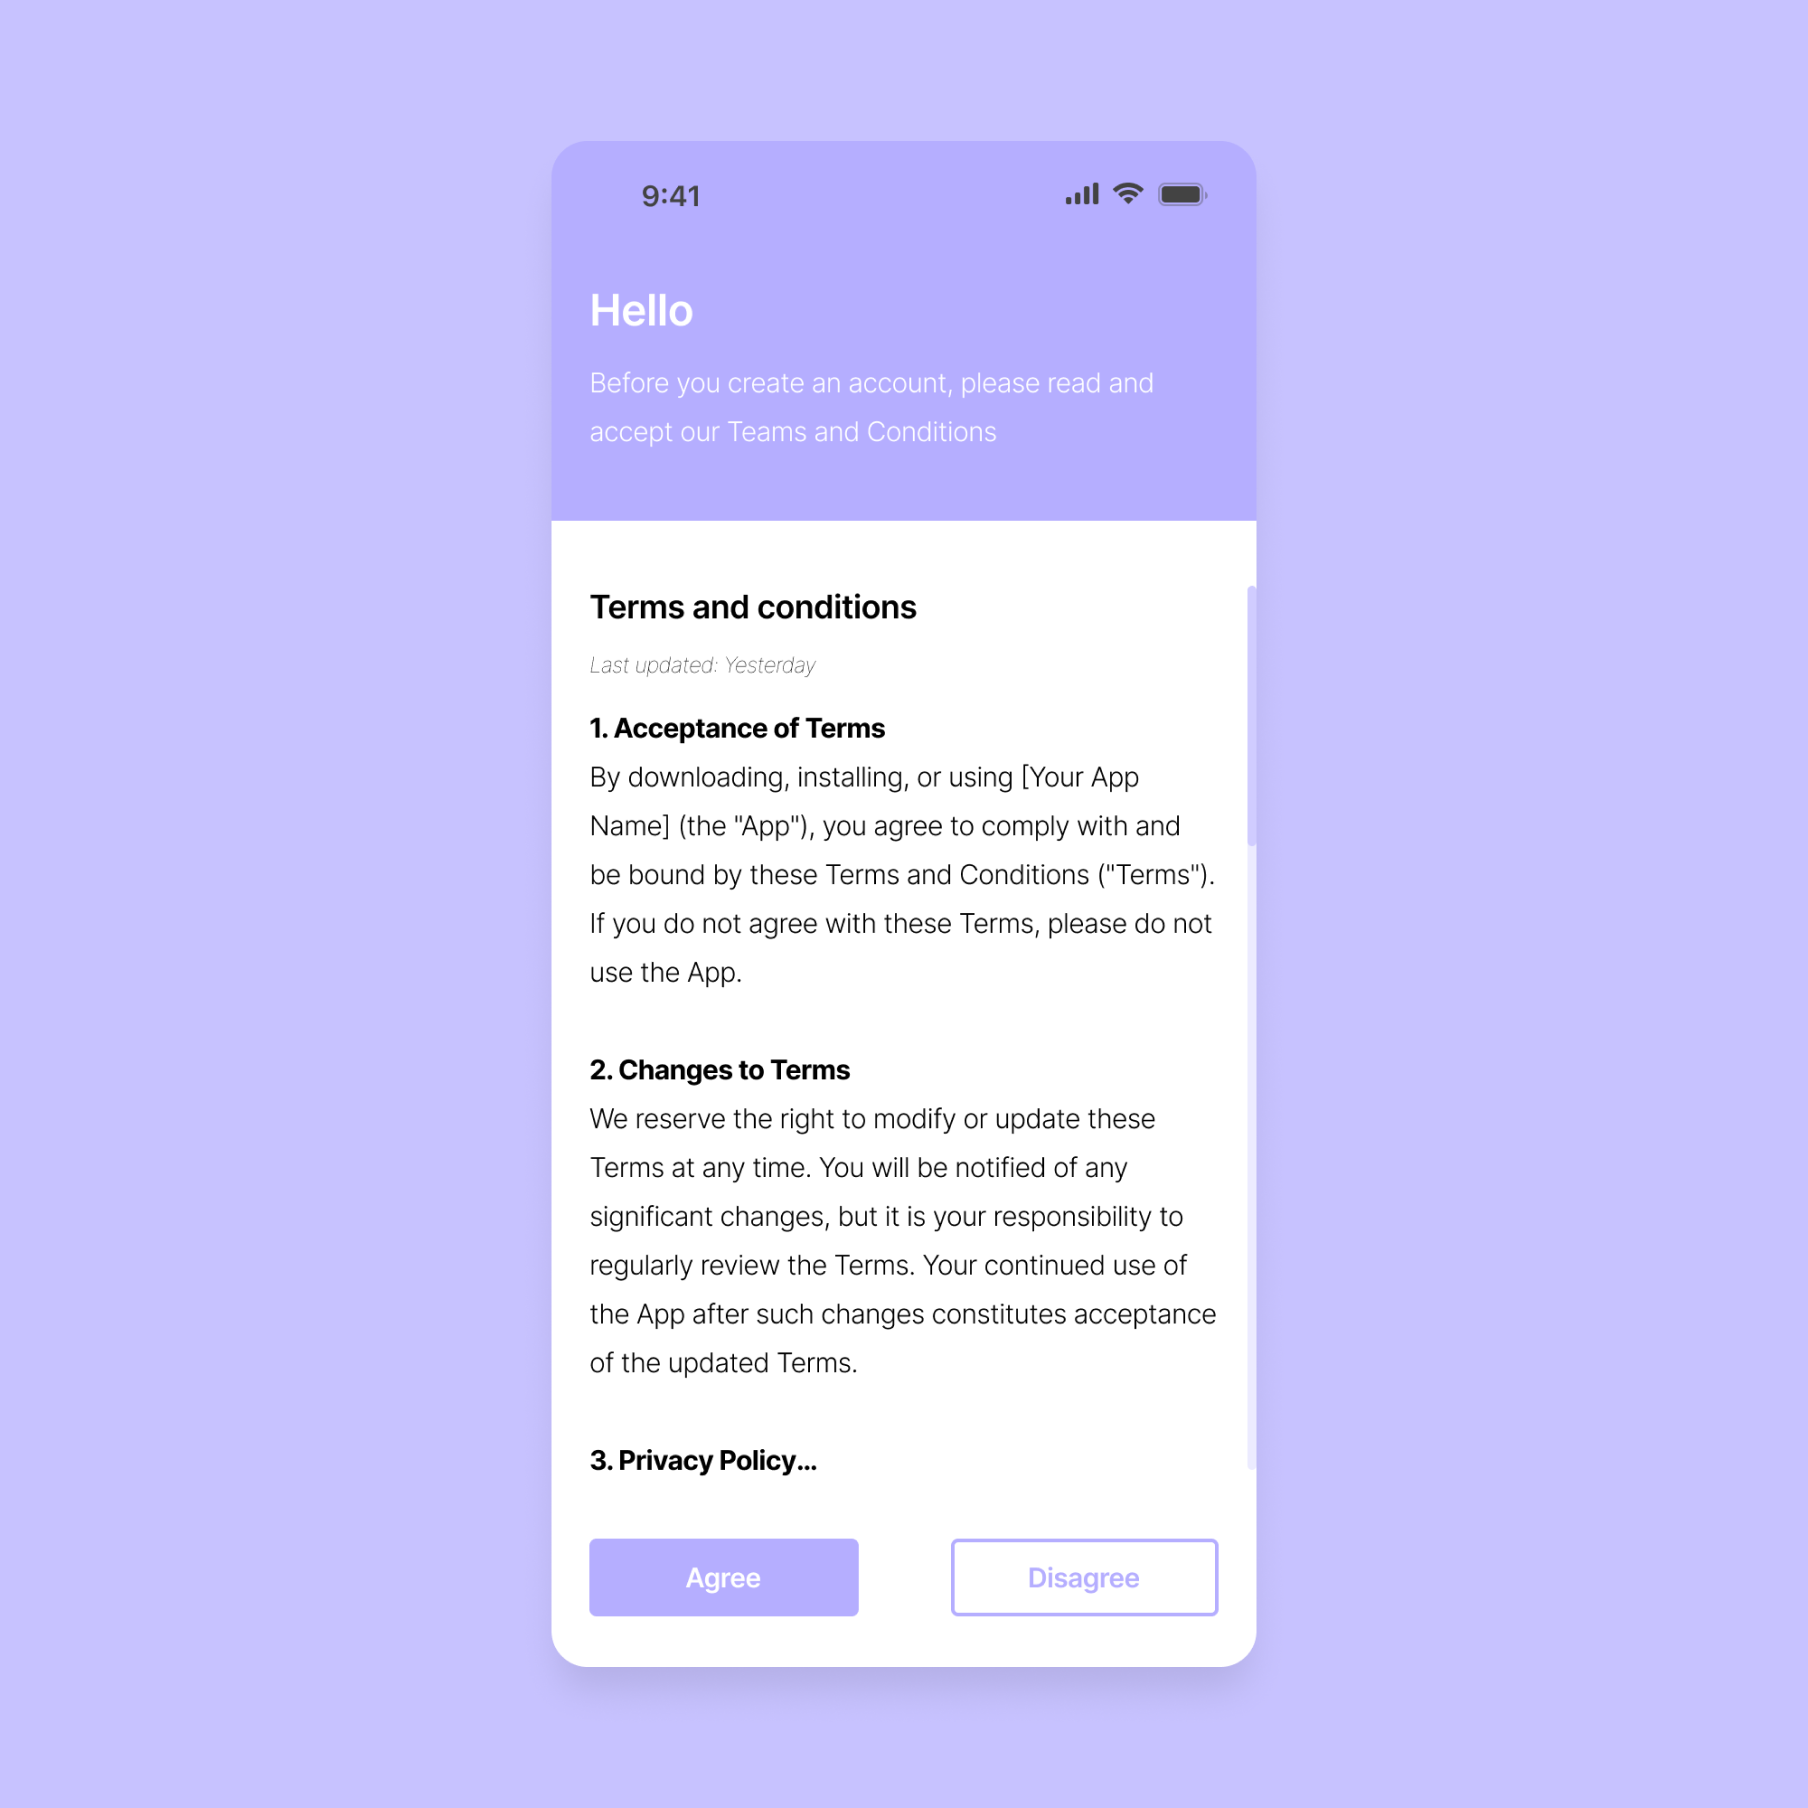 9:41
Hello
Before you create an account, please read and
accept our Teams and Conditions
Terms and conditions
Last updated: Yesterday
1. Acceptance of Terms
By downloading, installing, or using [Your App
Name] (the "App"), you agree to comply with and
be bound by these Terms and Conditions ("Terms").
If you do not agree with these Terms, please do not
use the App.
2. Changes to Terms
We reserve the right to modify or update these
Terms at any time. You will be notified of any
significant changes, but it is your responsibility to
regularly review the Terms. Your continued use of
the App after such changes constitutes acceptance
of the updated Terms.
3. Privacy Policy...
Agree
Disagree